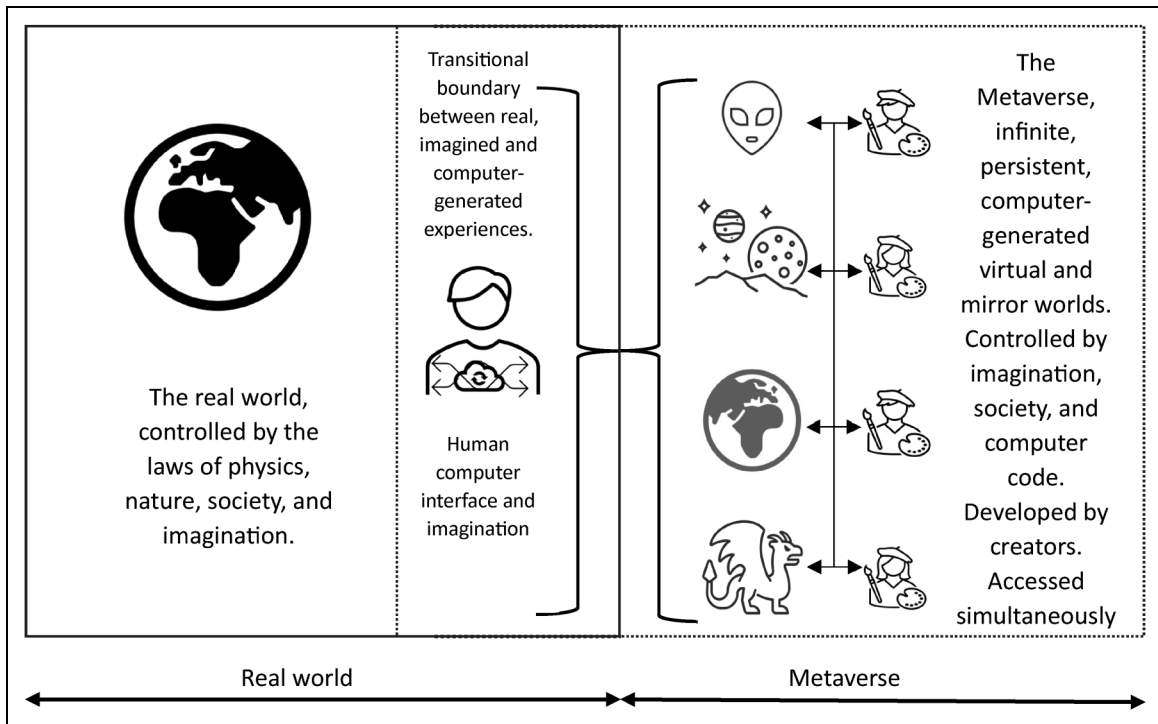 The real world,
controlled by the
laws of physics,
nature, society, and
imagination.
Transitional
boundary
between real,
imagined and
computer-
generated
experiences.
Human
computer
interface and
imagination
The
Metaverse,
infinite,
persistent,
computer-
generated
virtual and
mirror worlds.
Controlled by
imagination,
society, and
computer
code.
Developed by
creators.
Accessed
simultaneously
Real world
Metaverse